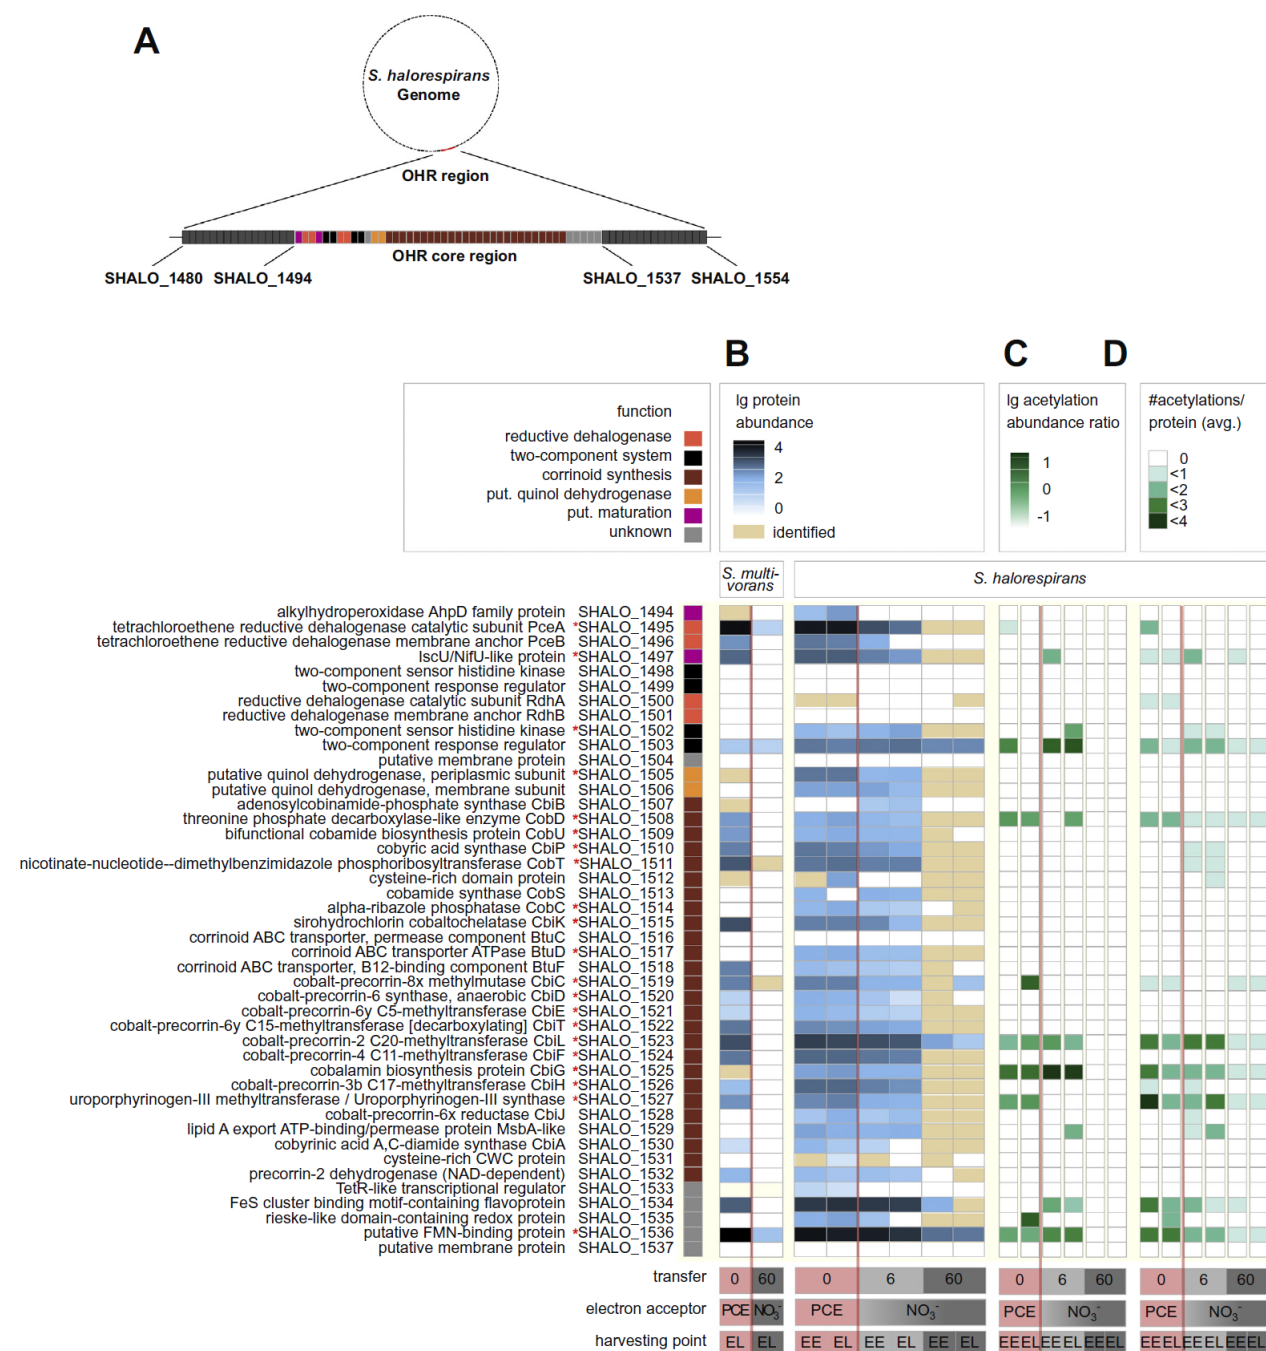 A
S. halorespirans
Genome
OHR region
OHR core region
SHALO_1480 SHALO_1494 SHALO_1537 SHALO_1554
B C D
function
reductive dehalogenase
two-component system
corrinoid synthesis
put. quinol dehydrogenase
put. maturation
unknown
lg protein
abundance
4
2
0
identified
lg acetylation
abundance ratio
1
0
-1
#acetylations/
protein (avg.)
0
<1
<2
<3
<4
S. multi-
vorans
S. halorespirans
alkylhydroperoxidase AhpD family protein SHALO_1494
tetrachloroethene reductive dehalogenase catalytic subunit PceA *SHALO_1495
tetrachloroethene reductive dehalogenase membrane anchor PceB SHALO_1496
IscU/NifU-like protein *SHALO_1497
two-component sensor histidine kinase SHALO_1498
two-component response regulator SHALO_1499
reductive dehalogenase catalytic subunit RdhA SHALO_1500
reductive dehalogenase membrane anchor RdhB SHALO_1501
two-component sensor histidine kinase *SHALO_1502
two-component response regulator SHALO_1503
putative membrane protein SHALO_1504
putative quinol dehydrogenase, periplasmic subunit *SHALO_1505
putative quinol dehydrogenase, membrane subunit SHALO_1506
adenosylcobinamide-phosphate synthase CbiB SHALO_1507
threonine phosphate decarboxylase-like enzyme CobD *SHALO_1508
bifunctional cobamide biosynthesis protein CobU *SHALO_1509
cobyric acid synthase CbiP *SHALO_1510
nicotinate-nucleotide--dimethylbenzimidazole phosphoribosyltransferase CobT *SHALO_1511
cysteine-rich domain protein SHALO_1512
cobamide synthase CobS SHALO_1513
alpha-ribazole phosphatase CobC *SHALO_1514
sirohydrochlorin cobaltochelatase CbiK *SHALO_1515
corrinoid ABC transporter, permease component BtuC SHALO_1516
corrinoid ABC transporter ATPase BtuD *SHALO_1517
corrinoid ABC transporter, B12-binding component BtuF SHALO_1518
cobalt-precorrin-8x methylmutase CbiC *SHALO_1519
cobalt-precorrin-6 synthase, anaerobic CbiD *SHALO_1520
cobalt-precorrin-6y C5-methyltransferase CbiE *SHALO_1521
cobalt-precorrin-6y C15-methyltransferase [decarboxylating] CbiT *SHALO_1522
cobalt-precorrin-2 C20-methyltransferase CbiL *SHALO_1523
cobalt-precorrin-4 C11-methyltransferase CbiF *SHALO_1524
cobalamin biosynthesis protein CbiG *SHALO_1525
cobalt-precorrin-3b C17-methyltransferase CbiH *SHALO_1526
uroporphyrinogen-III methyltransferase / Uroporphyrinogen-III synthase *SHALO_1527
cobalt-precorrin-6x reductase CbiJ SHALO_1528
lipid A export ATP-binding/permease protein MsbA-like SHALO_1529
cobyrinic acid A,C-diamide synthase CbiA SHALO_1530
cysteine-rich CWC protein SHALO_1531
precorrin-2 dehydrogenase (NAD-dependent) SHALO_1532
TetR-like transcriptional regulator SHALO_1533
FeS cluster binding motif-containing flavoprotein SHALO_1534
rieske-like domain-containing redox protein SHALO_1535
putative FMN-binding protein *SHALO_1536
putative membrane protein SHALO_1537
transfer 0 60 0 6 60 0 6 60 0 6 60
electron acceptor PCE NO3- PCE NO3- PCE NO3- PCE NO3-
harvesting point EL EL EE EL EE EL EE EL EE EL EE EL EE EL EE EL EE EL EE EL